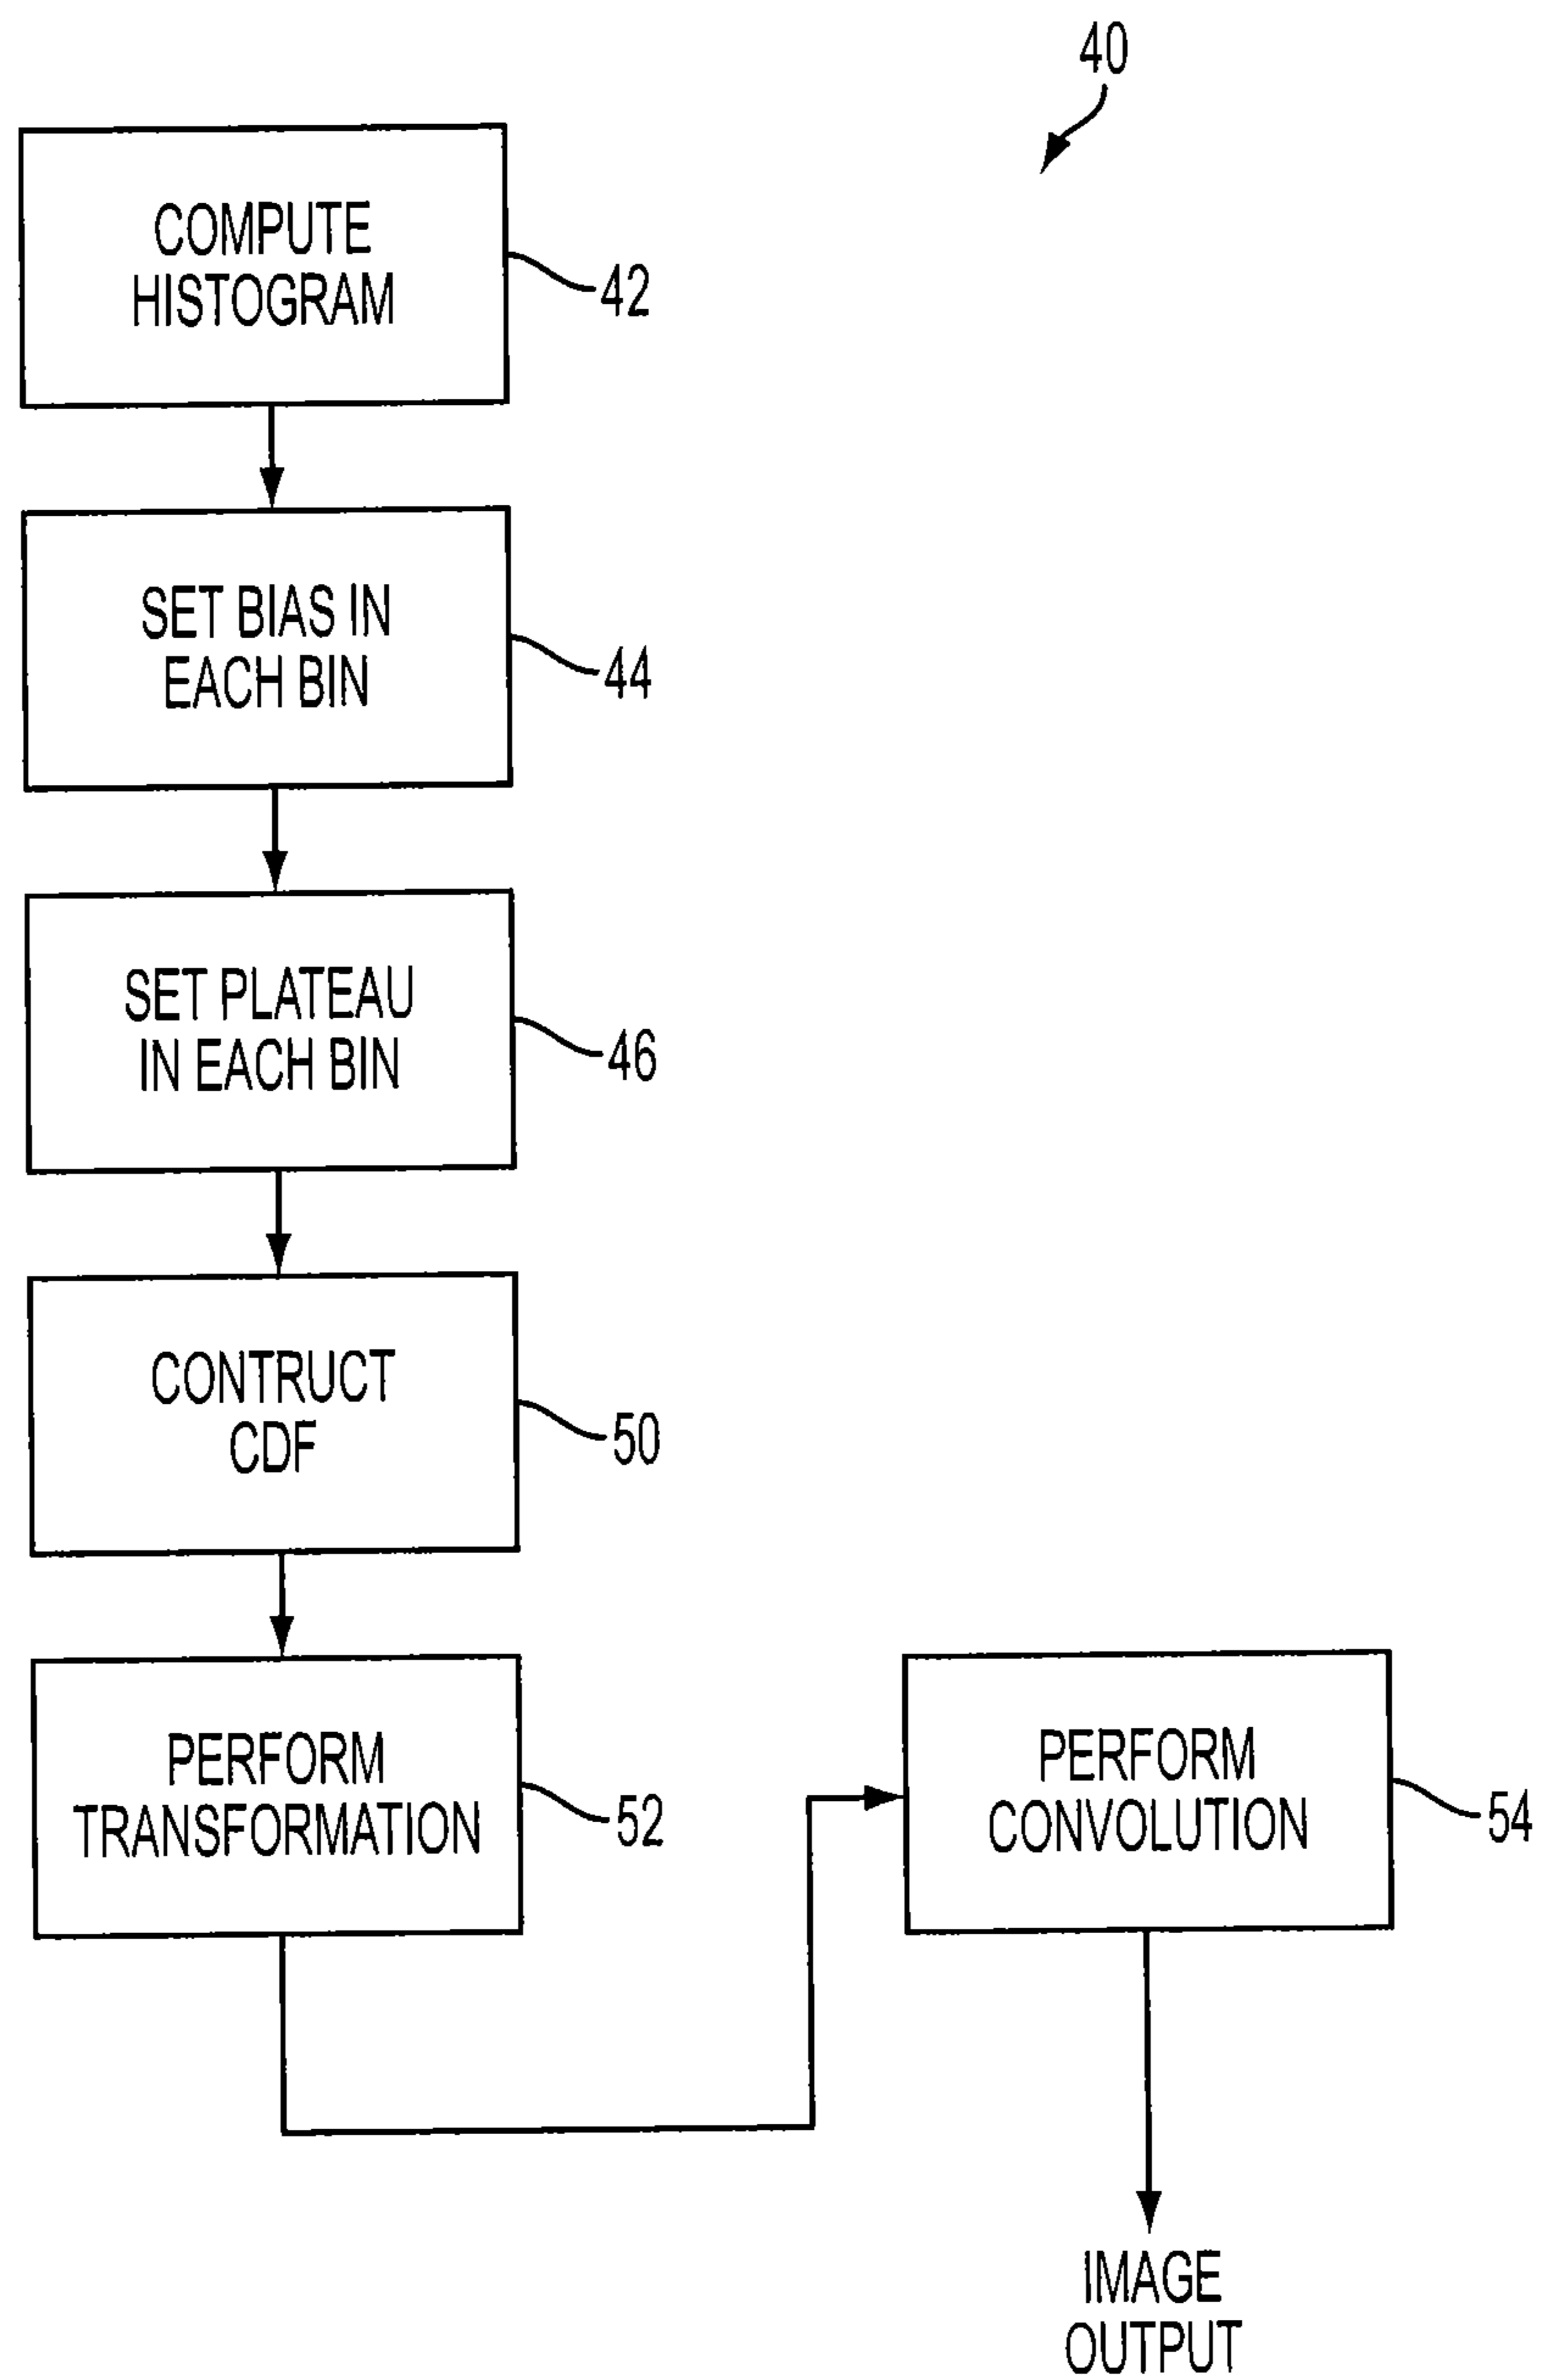 40
COMPUTE
HISTOGRAM
42
SET BIAS IN
EACH BIN
44
SET PLATEAU
IN EACH BIN
46
CONTRUCT
CDF
50
PERFORM
TRANSFORMATION
52
PERFORM
CONVOLUTION
54
IMAGE
OUTPUT